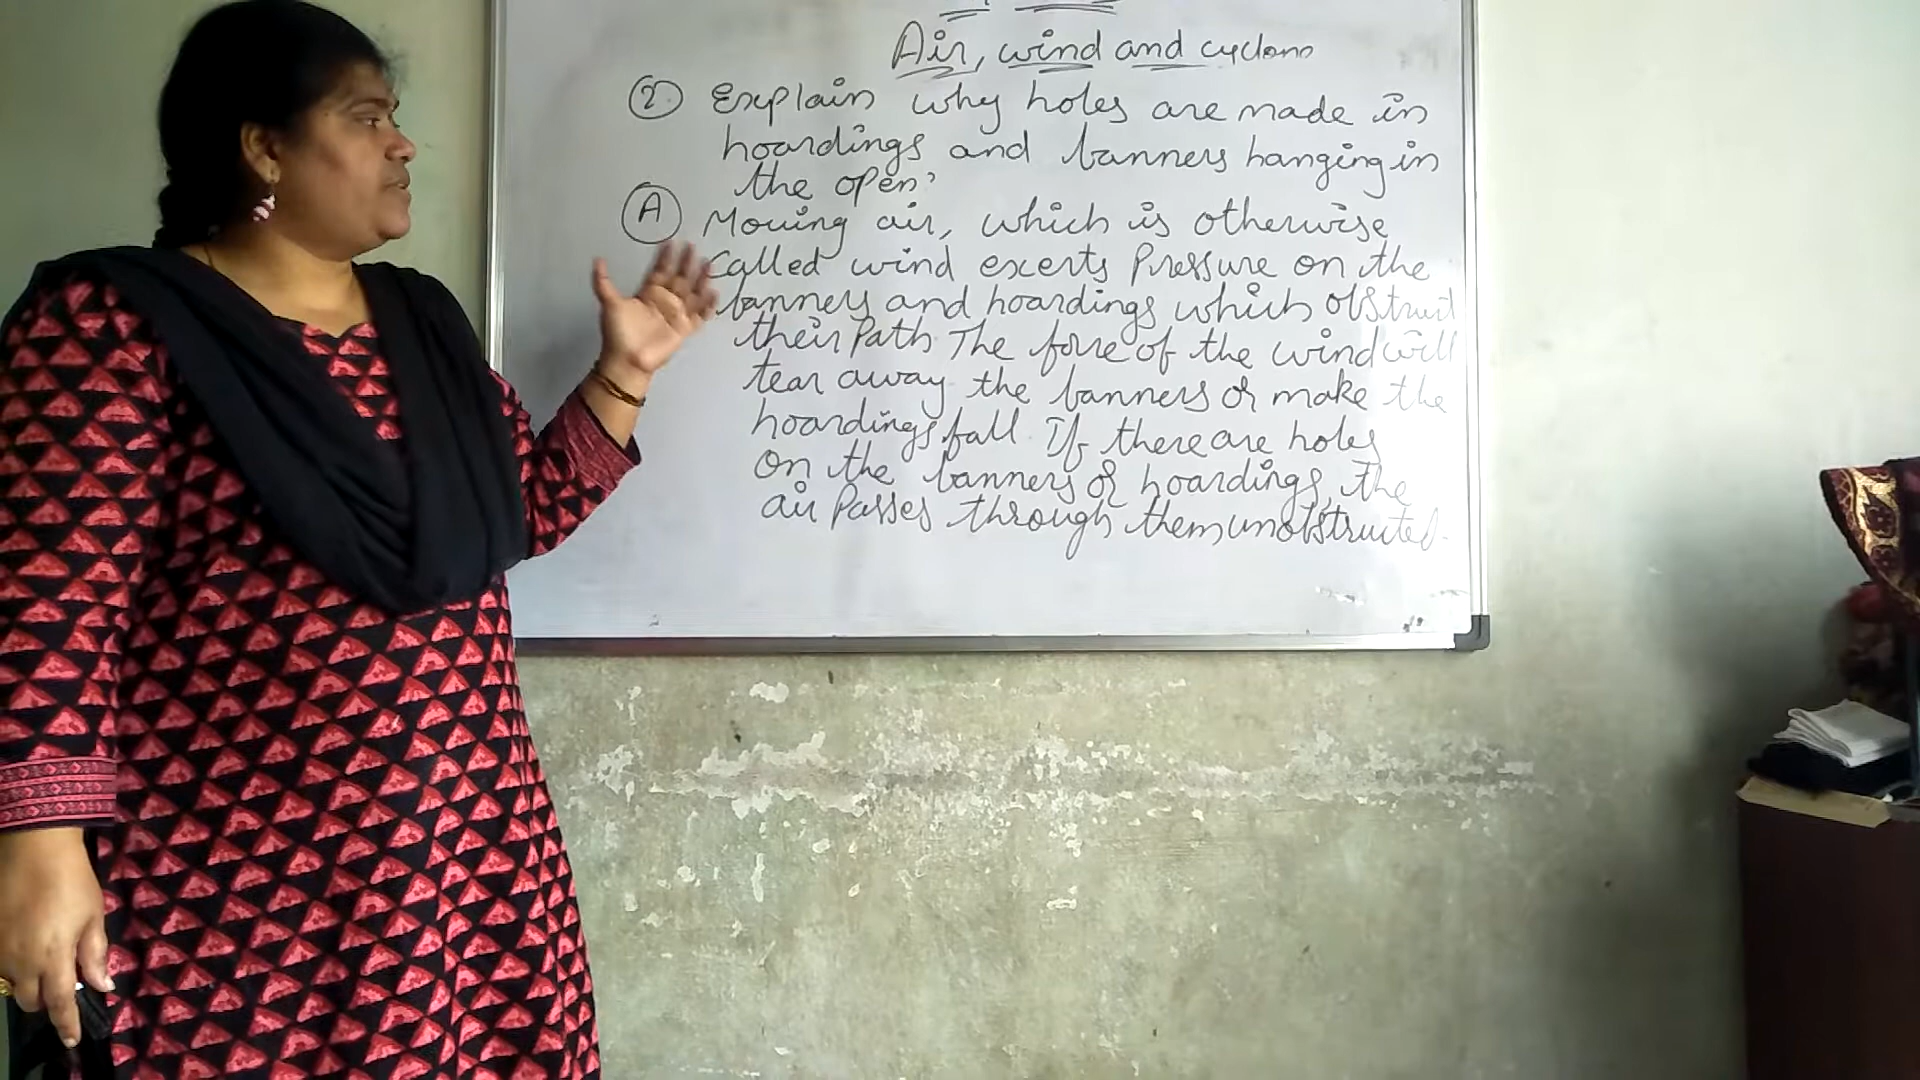 Air, wind and cyclone
2 Explain why holes are made in
hoardings and banners hanging in
the open?
A Moving air, which is otherwise
called wind exerts Pressure on the
banners and hoardings which obstruct
their Path. The force of the wind will
tear away the banners or make the
hoardings fall. If there are holes
on the banners or hoardings, the
air Passes through them unobstructed.